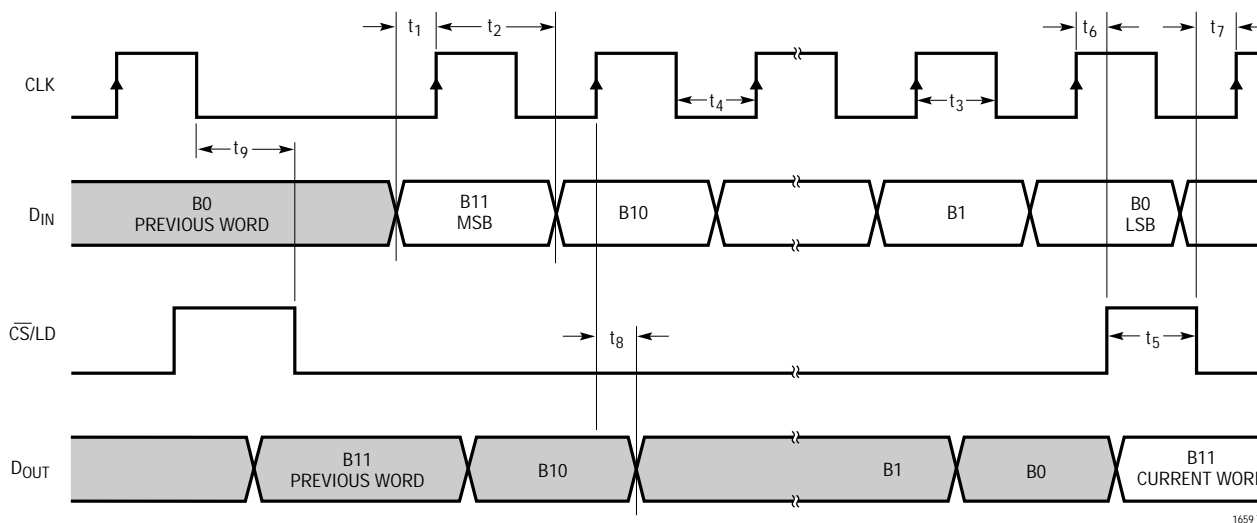 t1 t2 t6 t7
CLK
t4 t3
t9
DIN
B0
PREVIOUS WORD
B11
MSB
B10
B1
B0
LSB
CS/LD
t8
t5
DOUT
B11
PREVIOUS WORD
B10
B1
B0
B11
CURRENT WORD
1659